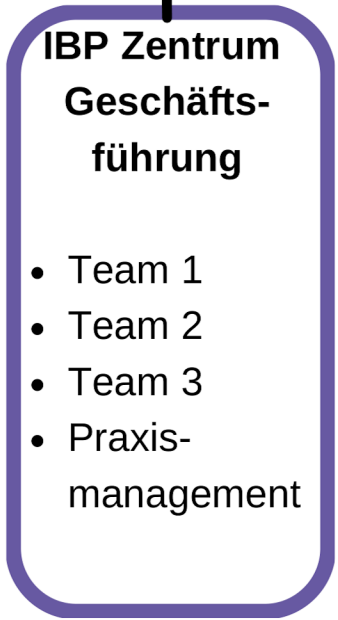 IBP Zentrum
Geschäfts-
führung
• Team 1
• Team 2
• Team 3
• Praxis-
management